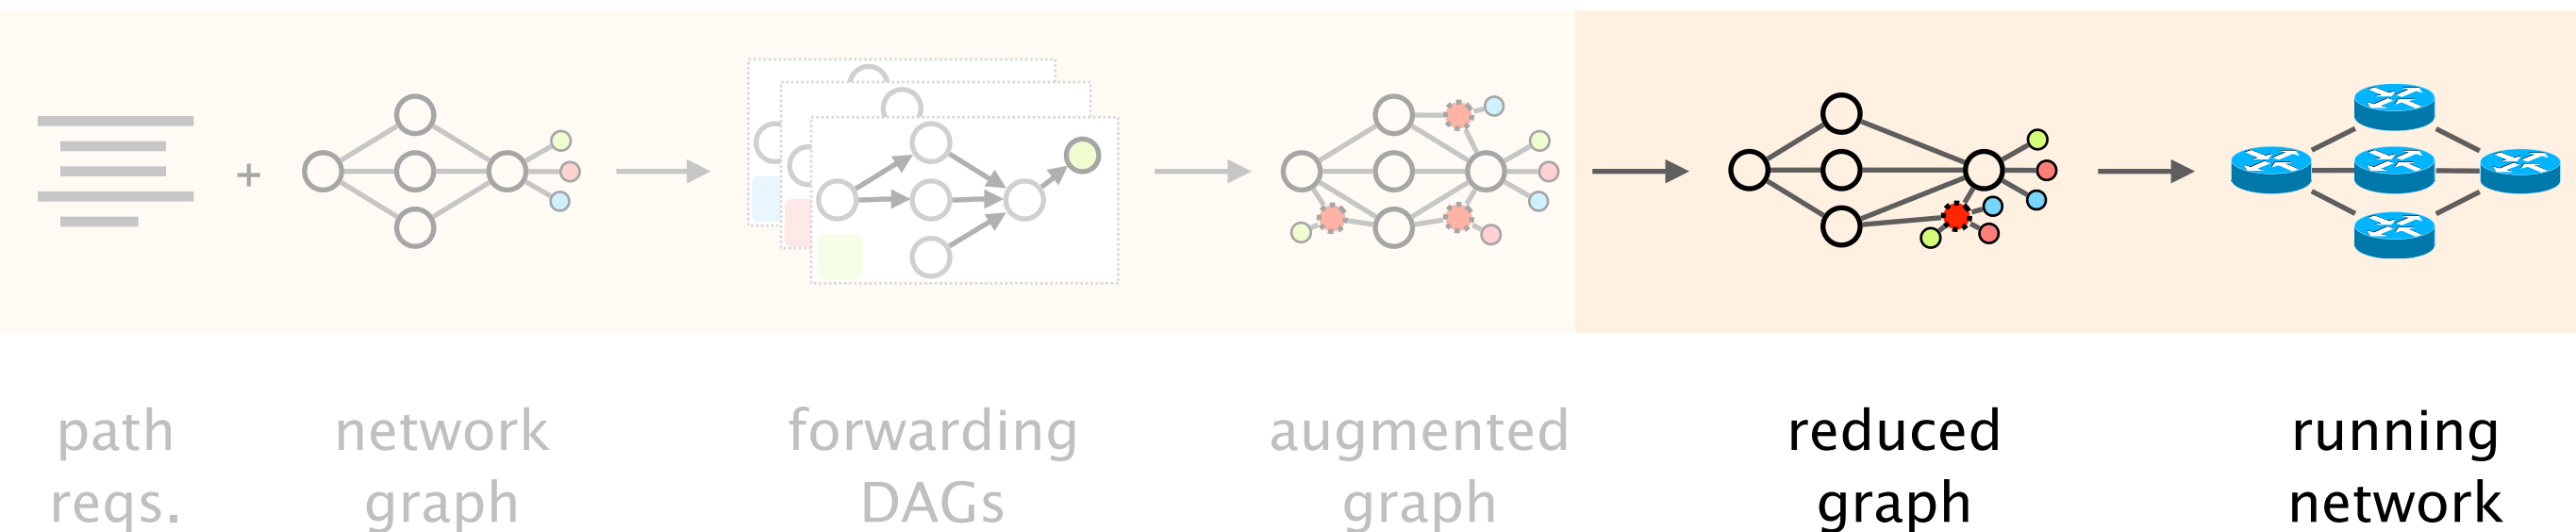 +
path
reqs.
network
graph
forwarding
DAGs
augmented
graph
reduced
graph
running
network